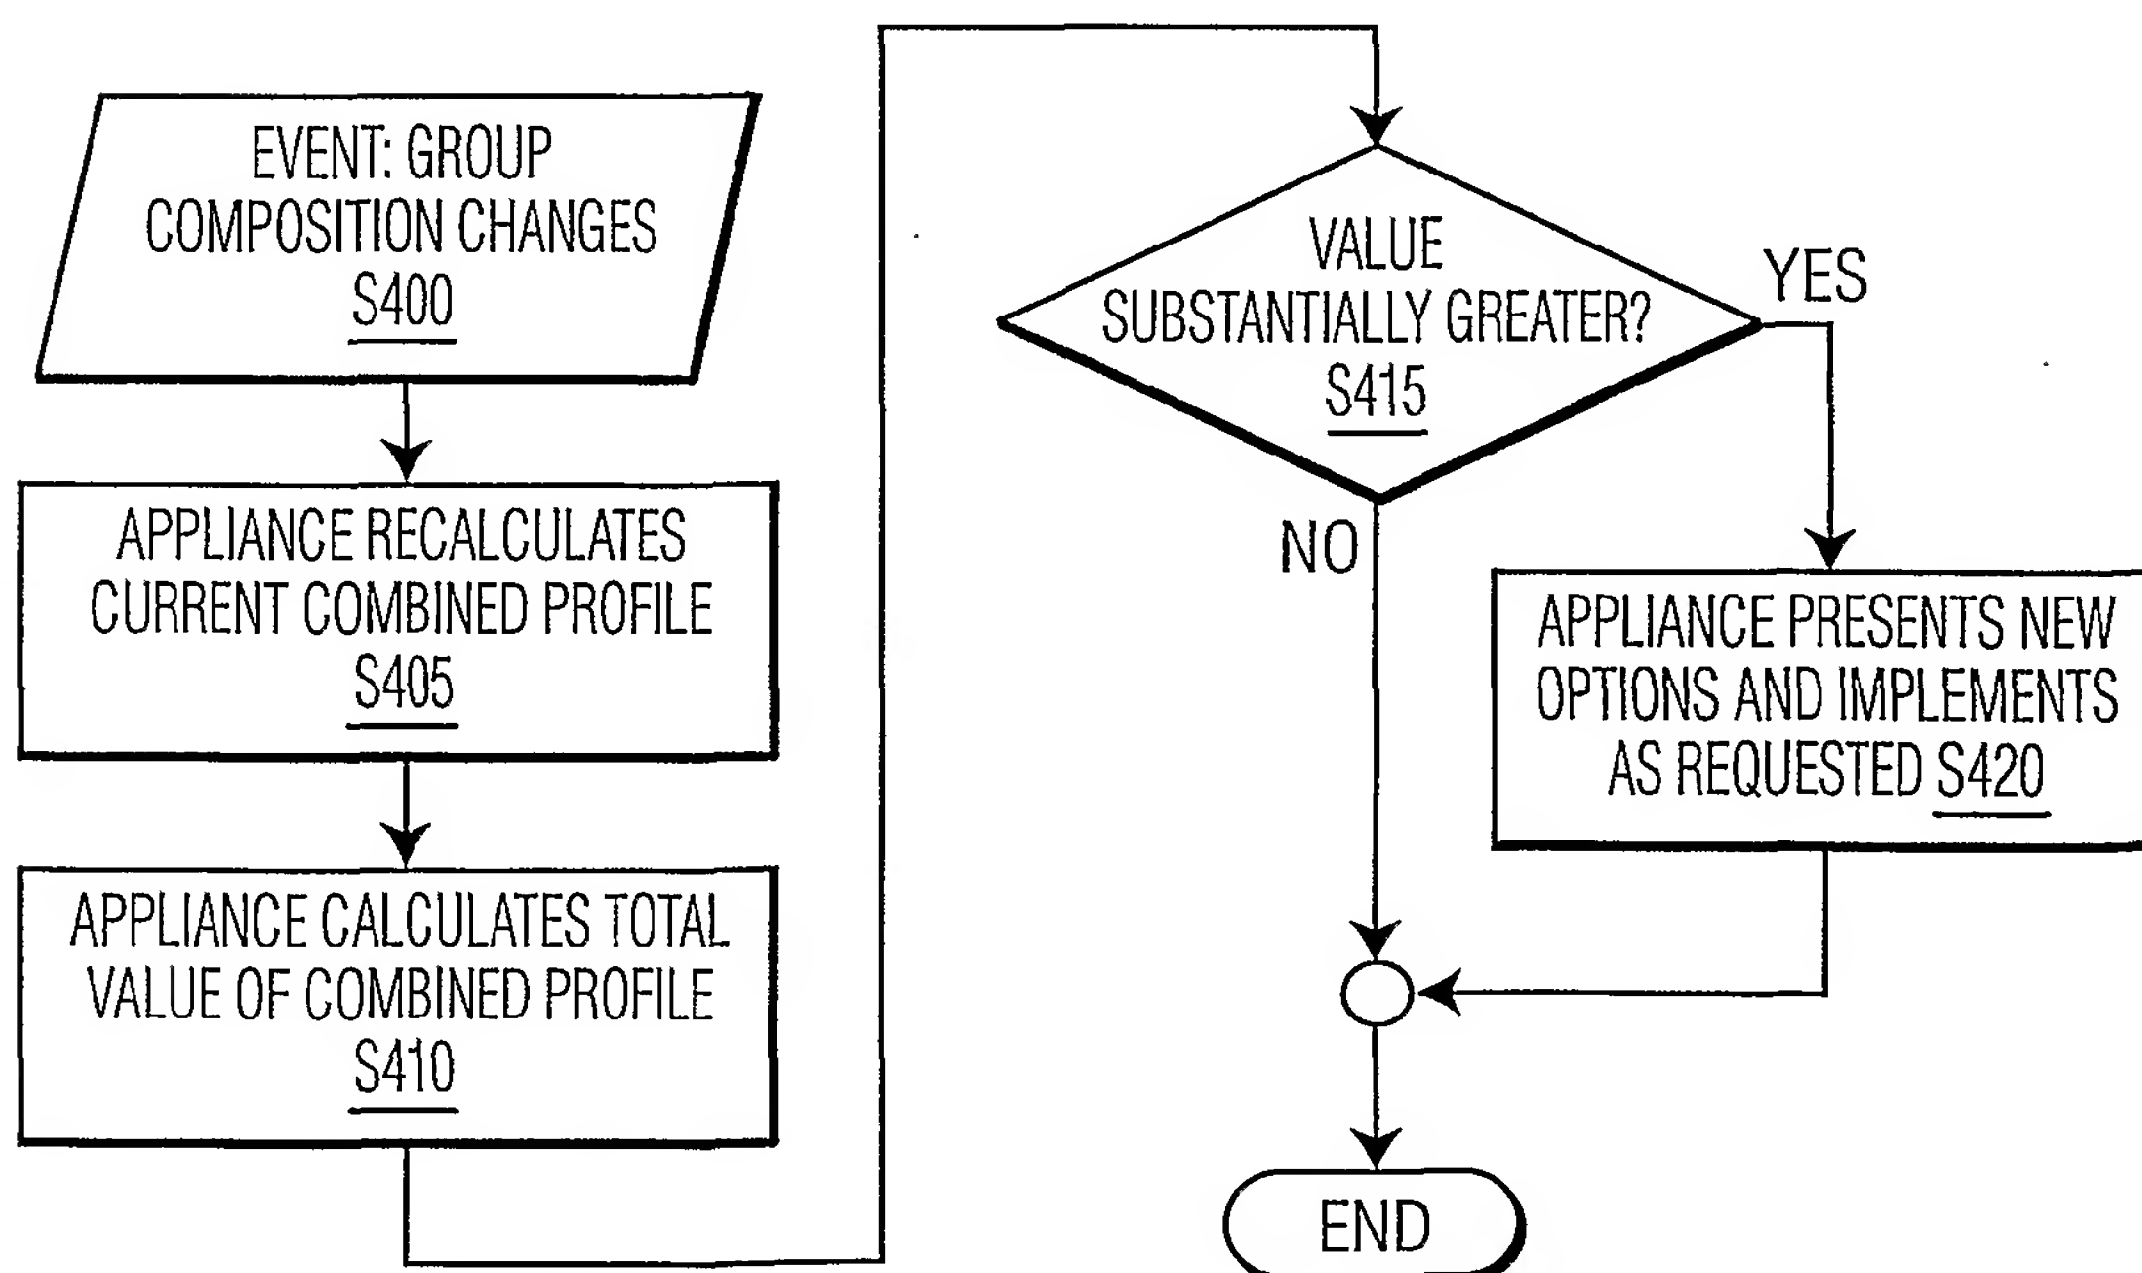 EVENT: GROUP
COMPOSITION CHANGES
S400
APPLIANCE RECALCULATES
CURRENT COMBINED PROFILE
S405
APPLIANCE CALCULATES TOTAL
VALUE OF COMBINED PROFILE
S410
VALUE
SUBSTANTIALLY GREATER?
S415
YES
NO
APPLIANCE PRESENTS NEW
OPTIONS AND IMPLEMENTS
AS REQUESTED S420
END